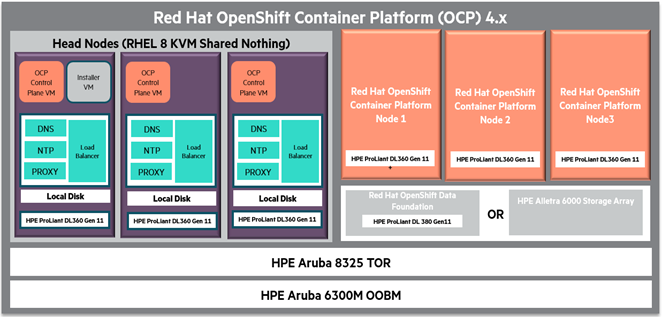 Red Hat OpenShift Container Platform (OCP) 4.x
Head Nodes (RHEL 8 KVM Shared Nothing)
OCP
Control
Plane VM
Installer
VM
DNS
NTP
PROXY
Load
Balancer
Local Disk
HPE ProLiant DL360 Gen 11
OCP
Control
Plane VM
DNS
NTP
PROXY
Load
Balancer
Local Disk
HPE ProLiant DL360 Gen 11
OCP
Control
Plane VM
DNS
NTP
PROXY
Load
Balancer
Local Disk
HPE ProLiant DL360 Gen 11
Red Hat OpenShift
Container Platform
Node 1
HPE ProLiant DL360 Gen 11
+
Red Hat OpenShift
Container Platform
Node 2
HPE ProLiant DL360 Gen 11
Red Hat OpenShift
Container Platform
Node3
HPE ProLiant DL360 Gen 11
Red Hat OpenShift Data
Foundation
HPE ProLiant DL 380 Gen11
OR
HPE Alletra 6000 Storage Array
HPE Aruba 8325 TOR
HPE Aruba 6300M OOBM